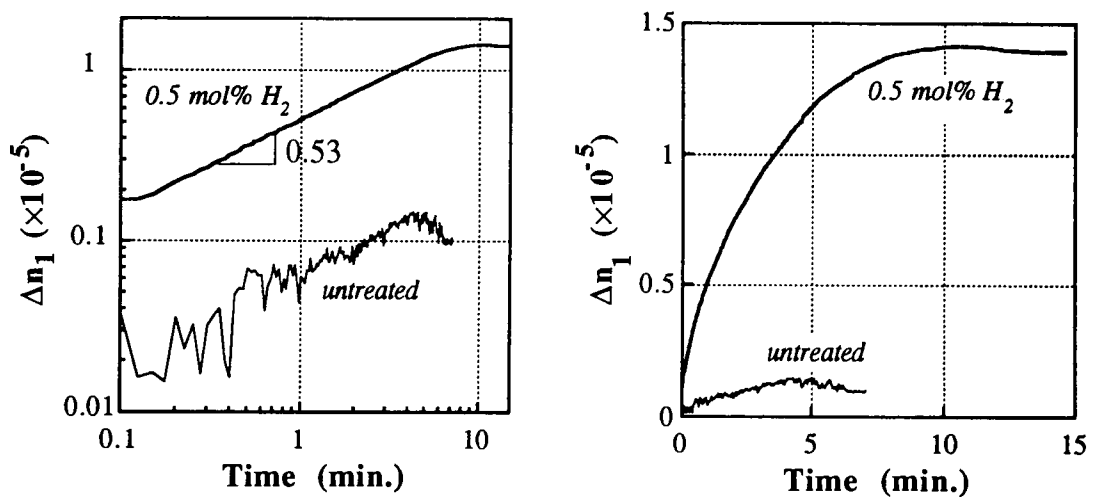 1
0.1
0.01
0.1
1
10
Δn₁ (×10⁻⁵)
Time (min.)
0.5 mol% H₂
0.53
untreated
1.5
1
0.5
0
0
5
10
15
Δn₁ (×10⁻⁵)
Time (min.)
0.5 mol% H₂
untreated